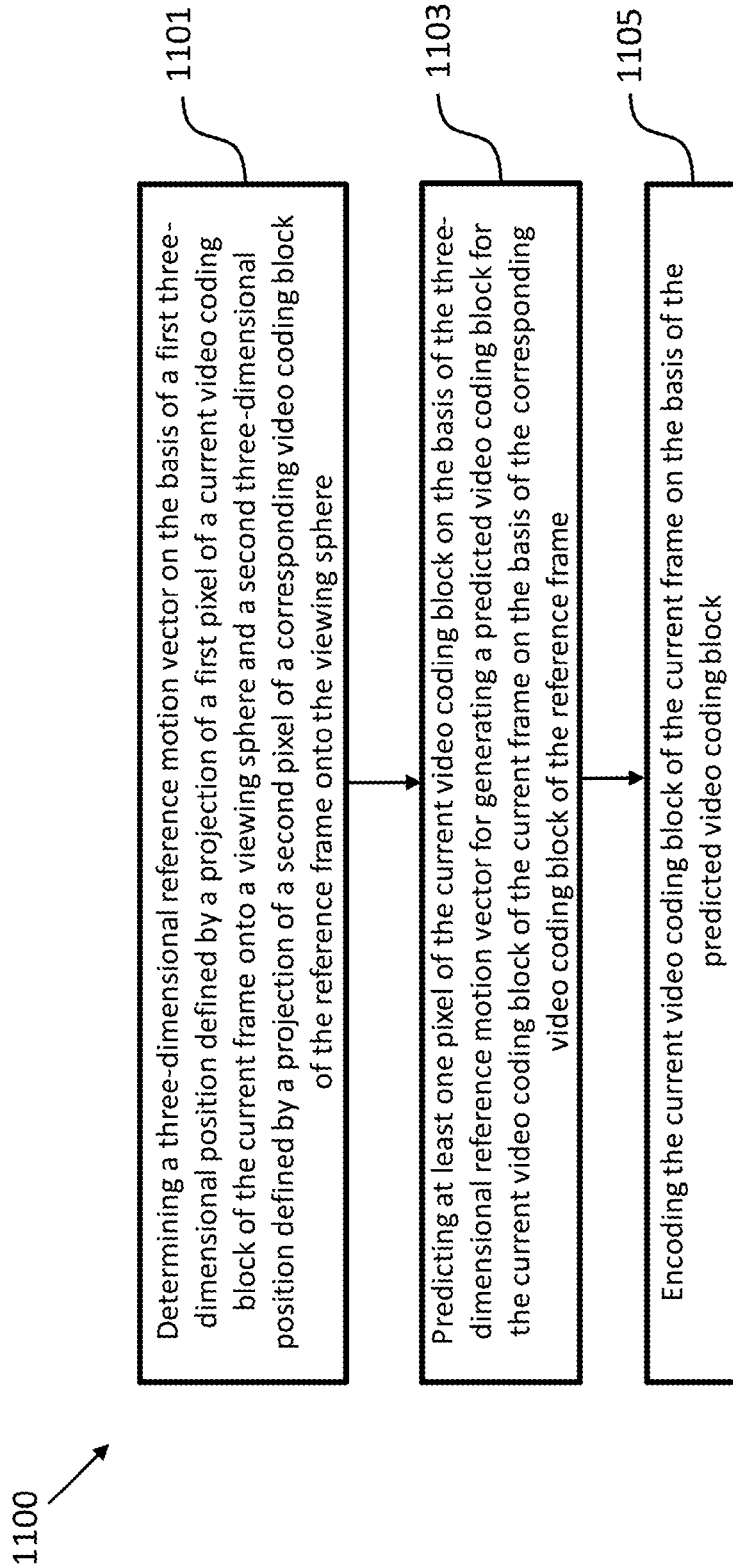 1100
Determining a three-dimensional reference motion vector on the basis of a first three-
dimensional position defined by a projection of a first pixel of a current video coding
block of the current frame onto a viewing sphere and a second three-dimensional
position defined by a projection of a second pixel of a corresponding video coding block
of the reference frame onto the viewing sphere
1101
Predicting at least one pixel of the current video coding block on the basis of the three-
dimensional reference motion vector for generating a predicted video coding block for
the current video coding block of the current frame on the basis of the corresponding
video coding block of the reference frame
1103
Encoding the current video coding block of the current frame on the basis of the
predicted video coding block
1105